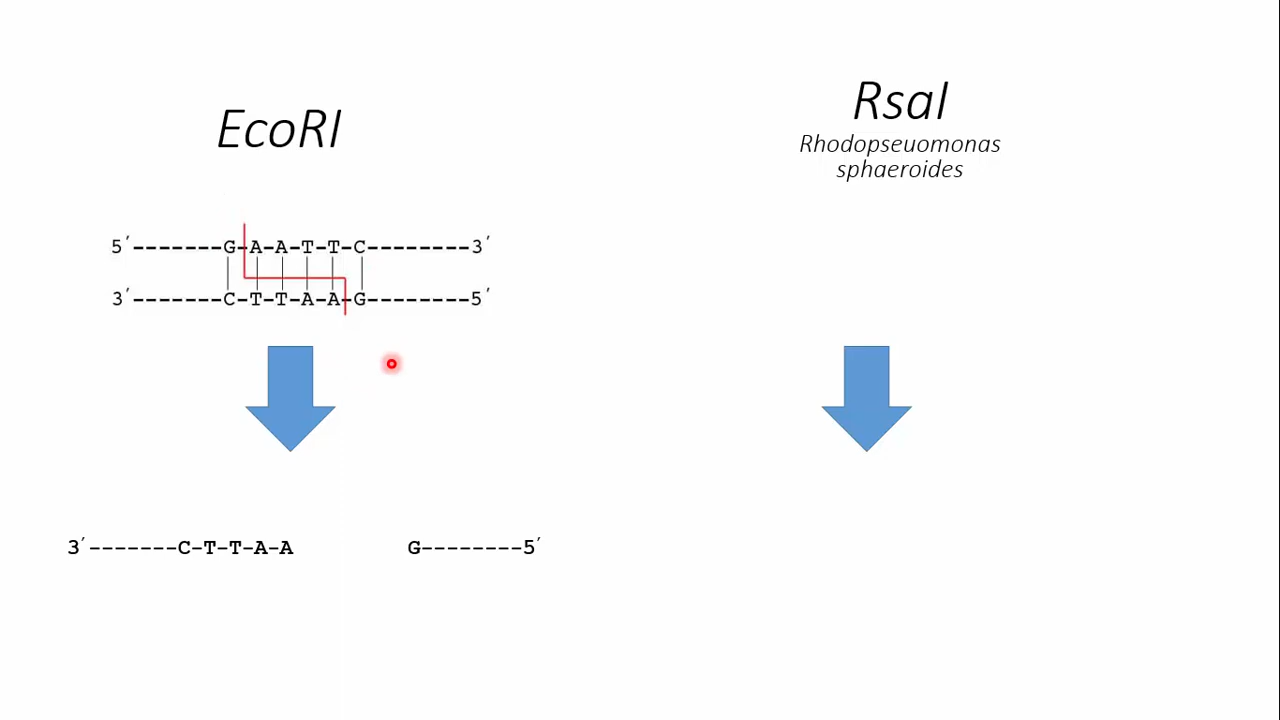 EcoRI
RsaI
Rhodopseuomonas
sphaeroides
5′-------G-A-A-T-T-C--------3′
3′-------C-T-T-A-A-G--------5′
3′-------C-T-T-A-A G--------5′